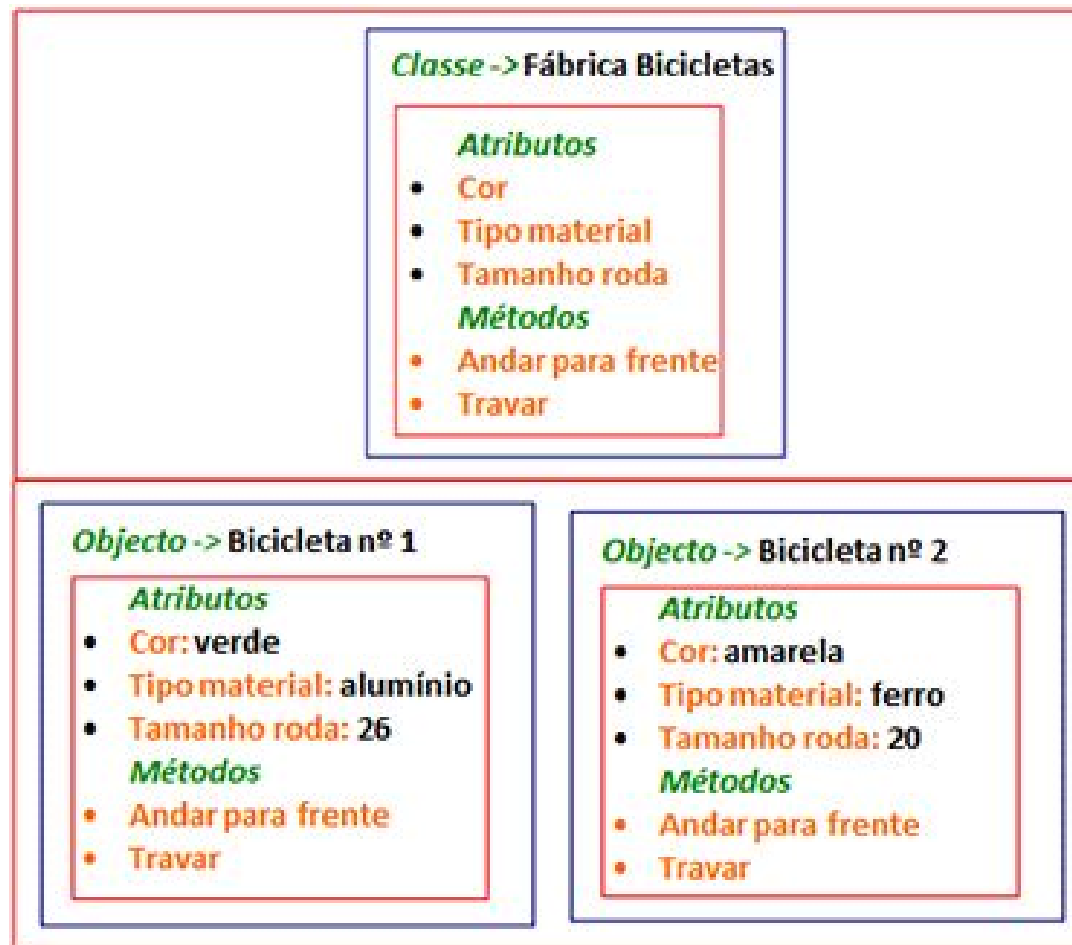 Classe -> Fábrica Bicicletas
Atributos
• Cor
• Tipo material
• Tamanho roda
Métodos
• Andar para frente
• Travar
Objecto -> Bicicleta nº 1
Atributos
• Cor: verde
• Tipo material: alumínio
• Tamanho roda: 26
Métodos
• Andar para frente
• Travar
Objecto -> Bicicleta nº 2
Atributos
• Cor: amarela
• Tipo material: ferro
• Tamanho roda: 20
Métodos
• Andar para frente
• Travar